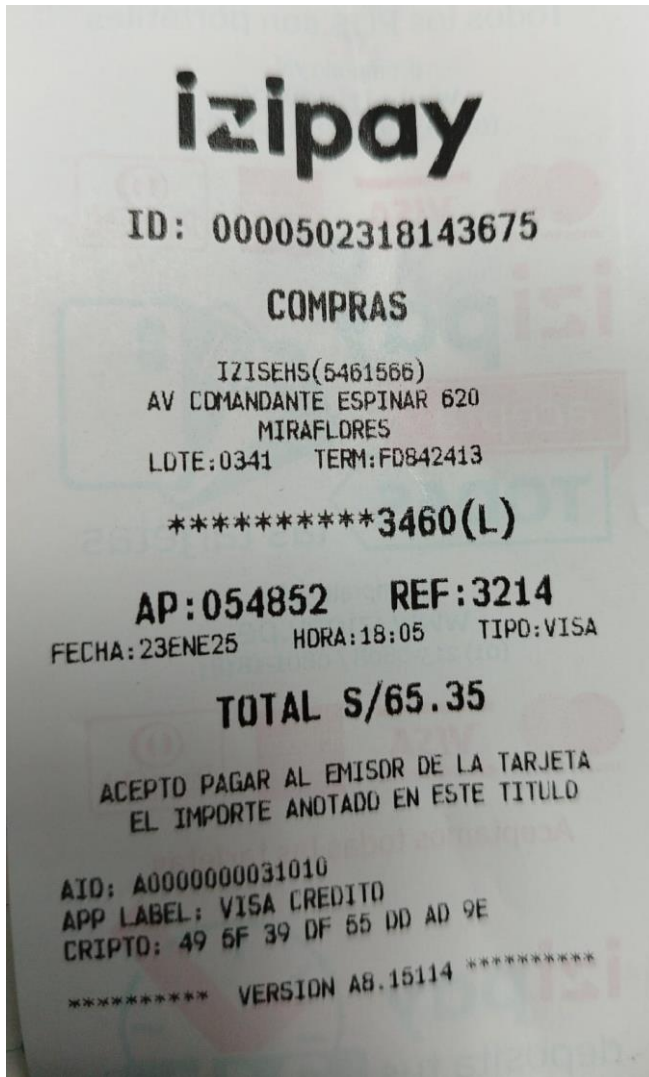 izipay
ID: 0000502318143675
COMPRAS
IZISEHS(5461566)
AV COMANDANTE ESPINAR 620
MIRAFLORES
LOTE:0341 TERM:FD842413
**********3460(L)
AP:054852 REF:3214
FECHA:23ENE25 HORA:18:05 TIPO:VISA
TOTAL S/65.35
ACEPTO PAGAR AL EMISOR DE LA TARJETA
EL IMPORTE ANOTADO EN ESTE TITULO
AID: A0000000031010
APP LABEL: VISA CREDITO
CRIPTO: 49 6F 39 DF 55 DD AD 9E
********** VERSION A8.15114 **********